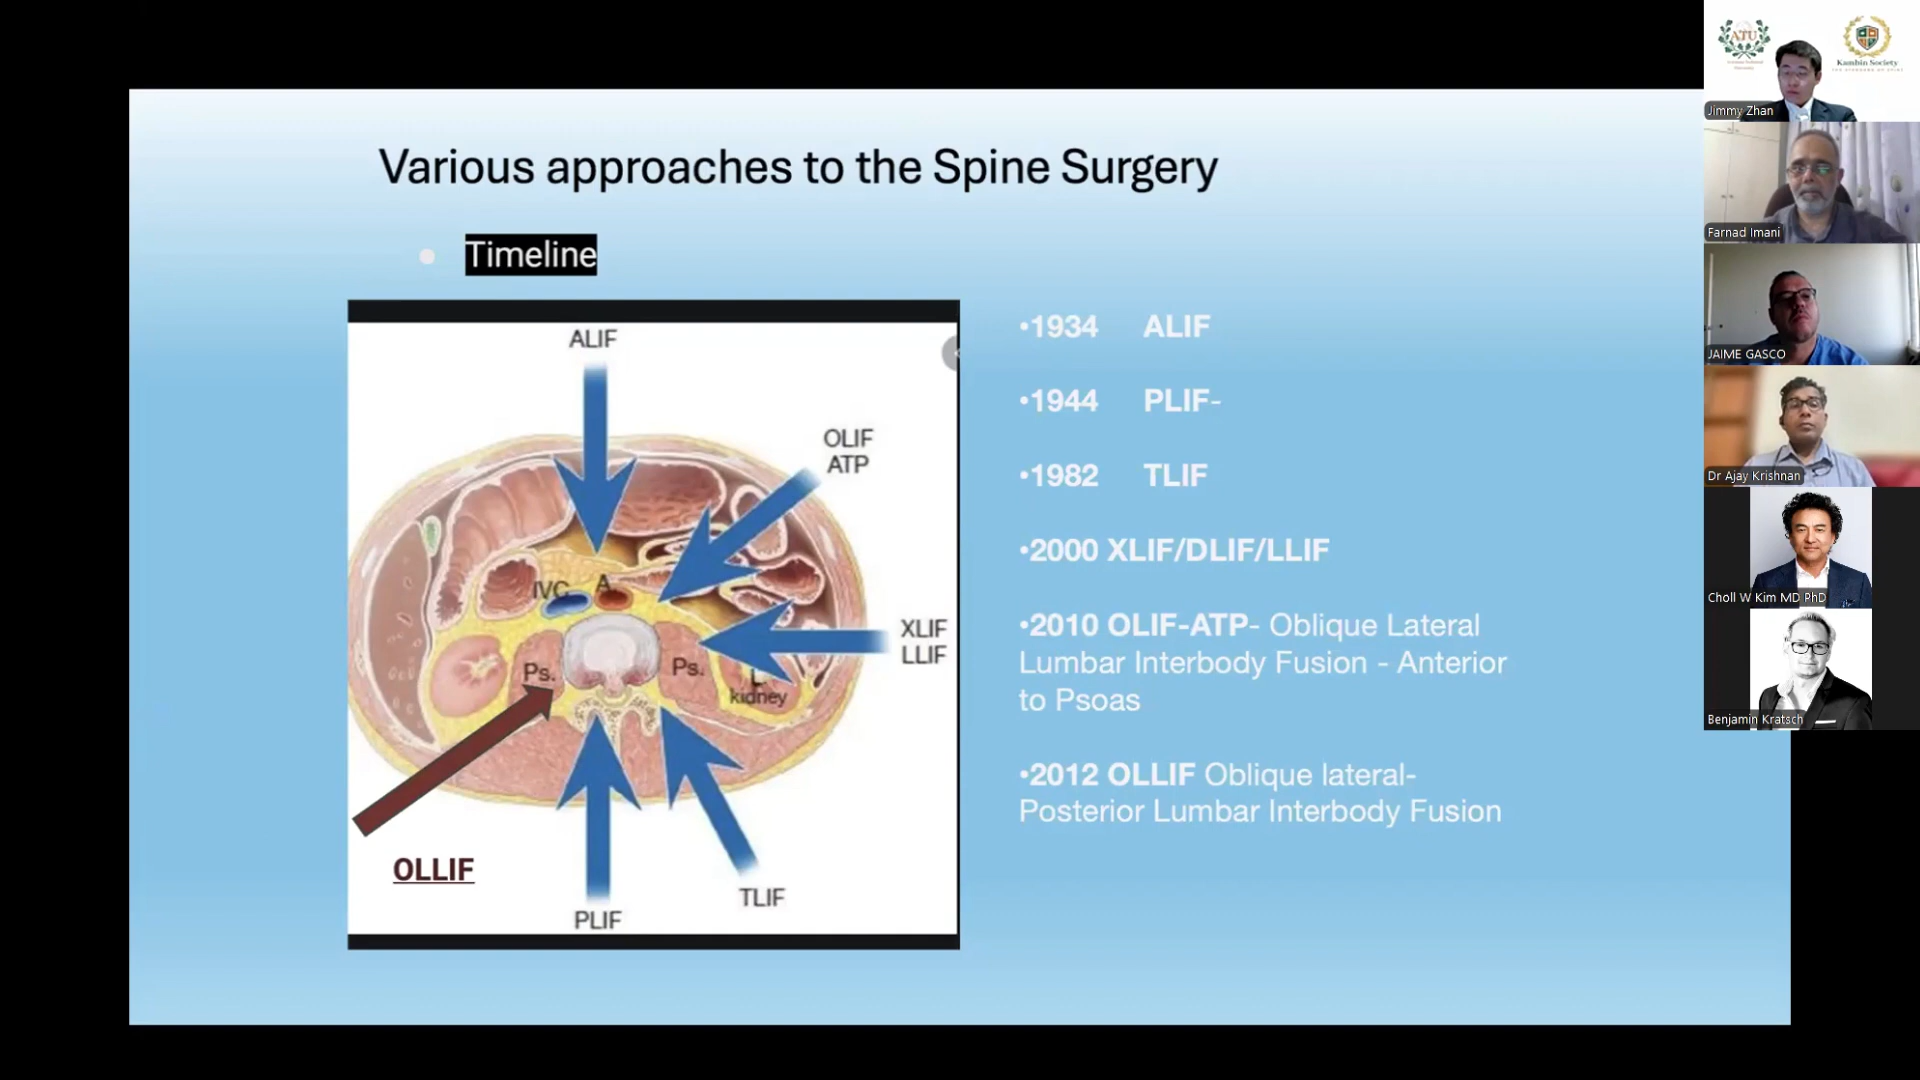 Various approaches to the Spine Surgery
Timeline
ALIF
OLIF
ATP
XLIF
LLIF
IVC
A
Ps.
Ps.
L
kidney
OLLIF
TLIF
PLIF
•1934 ALIF
•1944 PLIF-
•1982 TLIF
•2000 XLIF/DLIF/LLIF
•2010 OLIF-ATP- Oblique Lateral
Lumbar Interbody Fusion - Anterior
to Psoas
•2012 OLLIF Oblique lateral-
Posterior Lumbar Interbody Fusion
ATU
Kambin Society
Jimmy Zhan
Farnad Imani
JAIME GASCO
Dr Ajay Krishnan
Choll W Kim MD PhD
Benjamin Kratsch